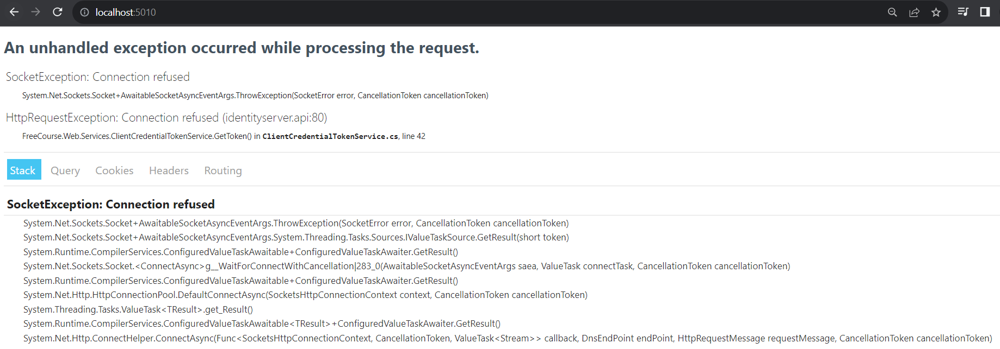 localhost:5010
An unhandled exception occurred while processing the request.
SocketException: Connection refused
System.Net.Sockets.Socket+AwaitableSocketAsyncEventArgs.ThrowException(SocketError error, CancellationToken cancellationToken)
HttpRequestException: Connection refused (identityserver.api:80)
FreeCourse.Web.Services.ClientCredentialTokenService.GetToken() in ClientCredentialTokenService.cs, line 42
Stack Query Cookies Headers Routing
SocketException: Connection refused
System.Net.Sockets.Socket+AwaitableSocketAsyncEventArgs.ThrowException(SocketError error, CancellationToken cancellationToken)
System.Net.Sockets.Socket+AwaitableSocketAsyncEventArgs.System.Threading.Tasks.Sources.IValueTaskSource.GetResult(short token)
System.Runtime.CompilerServices.ConfiguredValueTaskAwaitable+ConfiguredValueTaskAwaiter.GetResult()
System.Net.Sockets.Socket.<ConnectAsync>g__WaitForConnectWithCancellation|283_0(AwaitableSocketAsyncEventArgs saea, ValueTask connectTask, CancellationToken cancellationToken)
System.Runtime.CompilerServices.ConfiguredValueTaskAwaitable+ConfiguredValueTaskAwaiter.GetResult()
System.Net.Http.HttpConnectionPool.DefaultConnectAsync(SocketsHttpConnectionContext context, CancellationToken cancellationToken)
System.Threading.Tasks.ValueTask<TResult>.get_Result()
System.Runtime.CompilerServices.ConfiguredValueTaskAwaitable<TResult>+ConfiguredValueTaskAwaiter.GetResult()
System.Net.Http.ConnectHelper.ConnectAsync(Func<SocketsHttpConnectionContext, CancellationToken, ValueTask<Stream>> callback, DnsEndPoint endPoint, HttpRequestMessage requestMessage, CancellationToken cancellationToken)